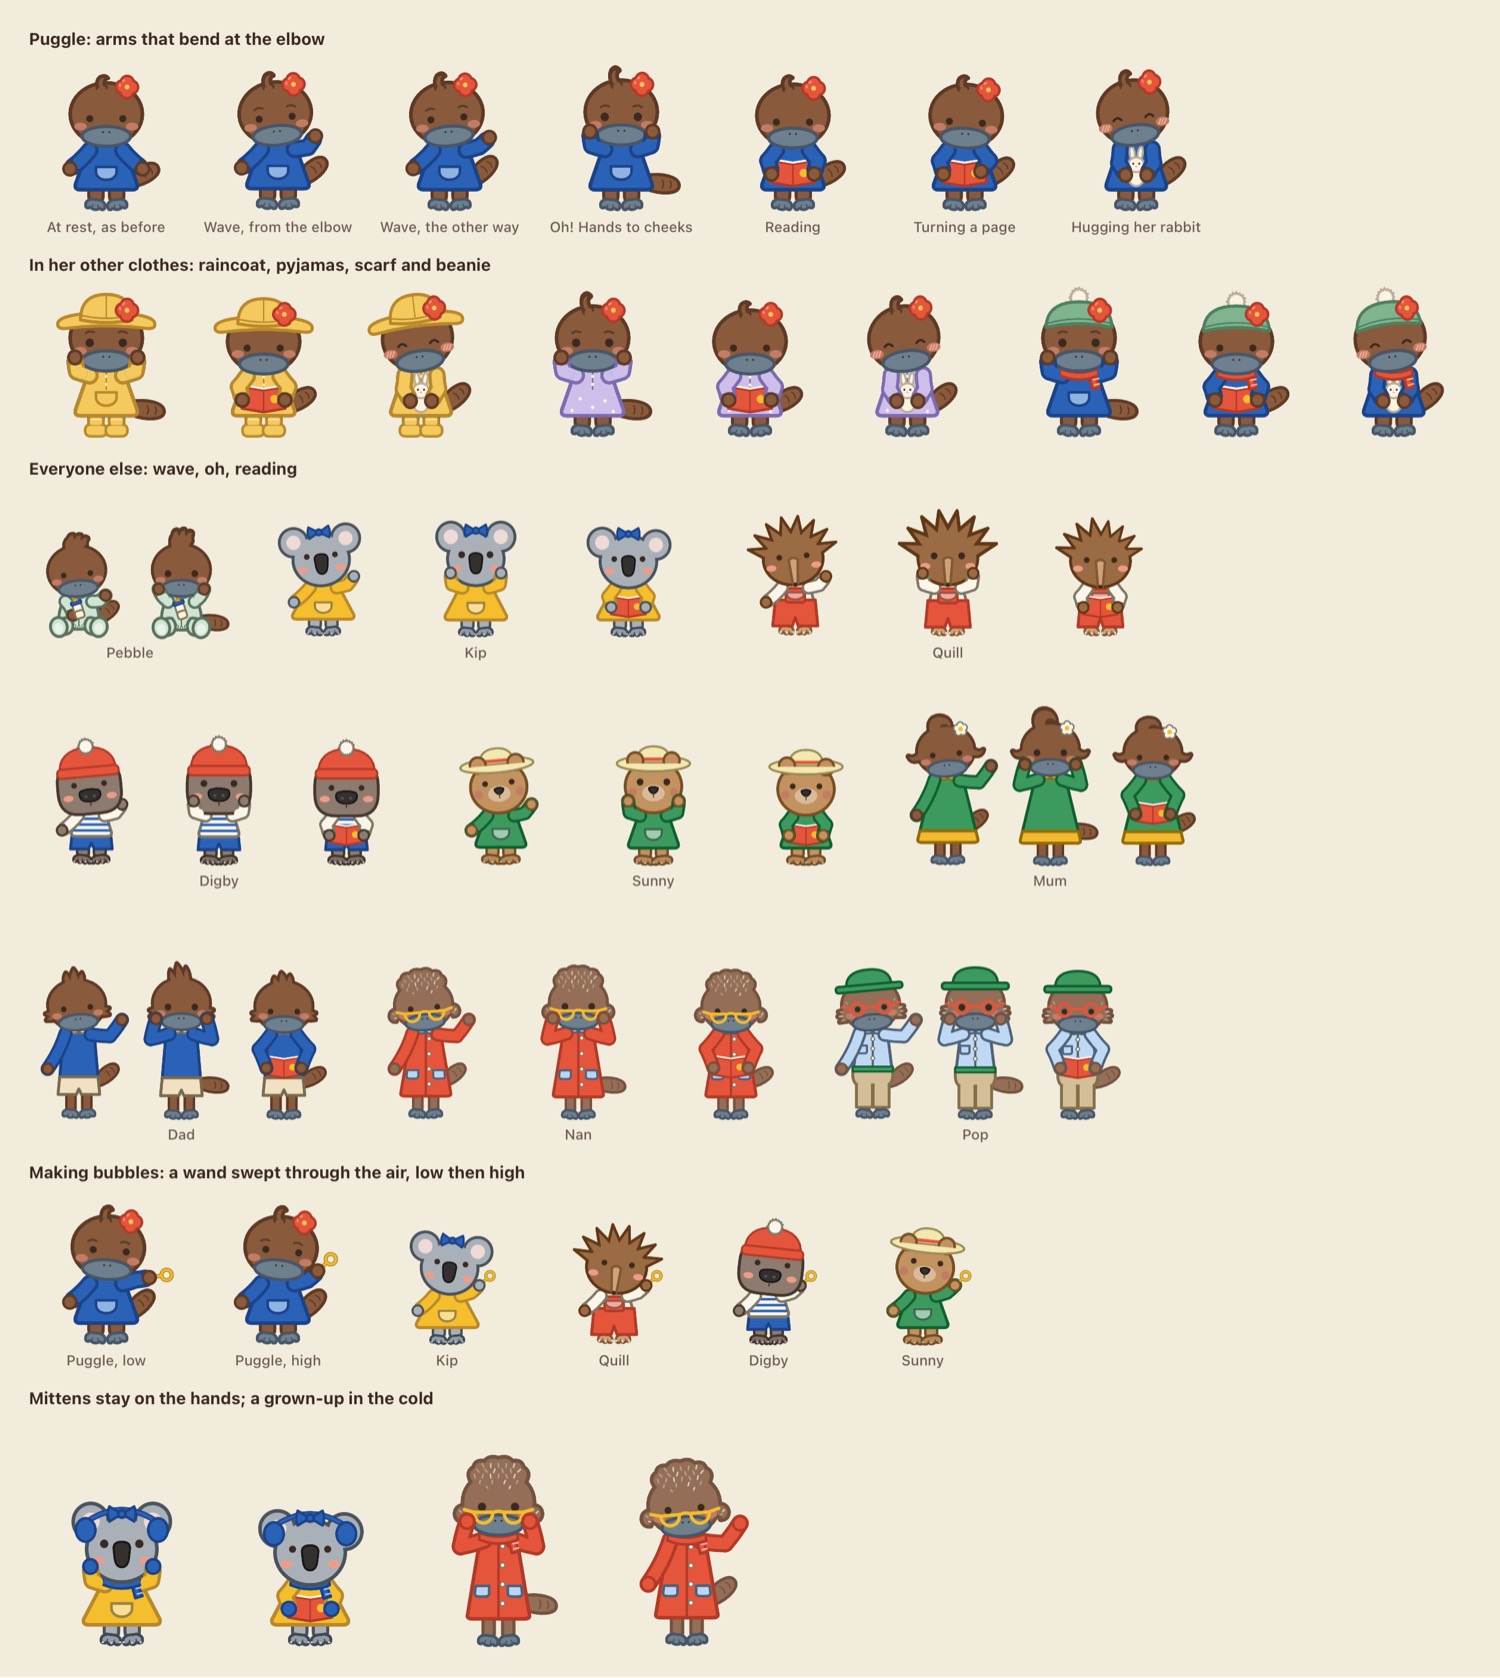 Puggle: arms that bend at the elbow
At rest, as before
Wave, from the elbow
Wave, the other way
Oh! Hands to cheeks
Reading
Turning a page
Hugging her rabbit
In her other clothes: raincoat, pyjamas, scarf and beanie
Everyone else: wave, oh, reading
Pebble
Kip
Quill
Digby
Sunny
Mum
Dad
Nan
Pop
Making bubbles: a wand swept through the air, low then high
Puggle, low
Puggle, high
Kip
Quill
Digby
Sunny
Mittens stay on the hands; a grown-up in the cold